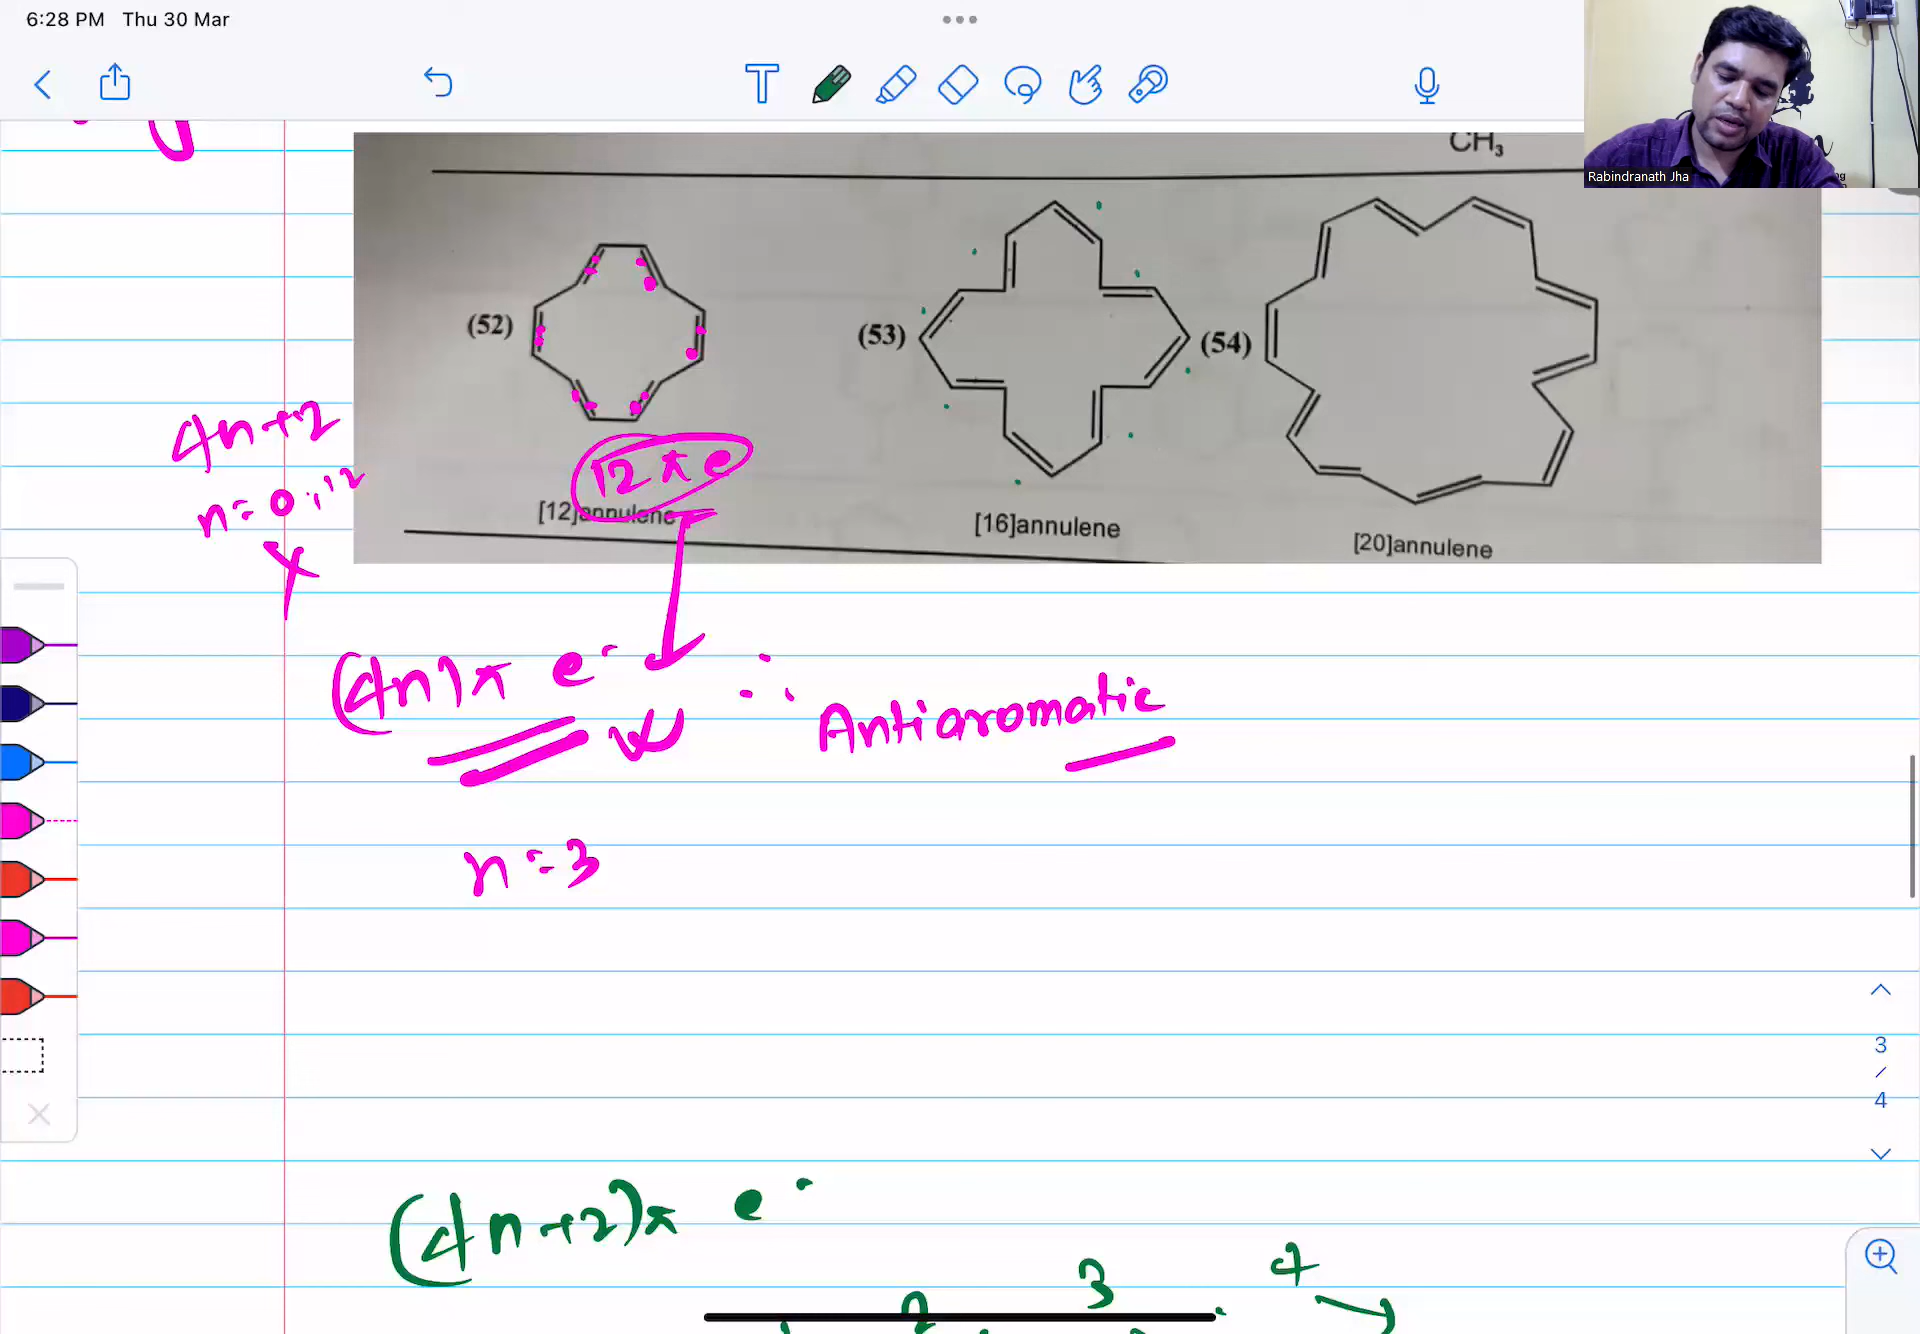 6:28 PM Thu 30 Mar
Rabindranath Jha
CH3
(52)
(53)
(54)
4n+2
n=0,1,2
12 π e
[12]annulene
[16]annulene
[20]annulene
(4n)π e-
∴ Antiaromatic
n=3
3
/
4
(4n+2)π e-
2 3 4